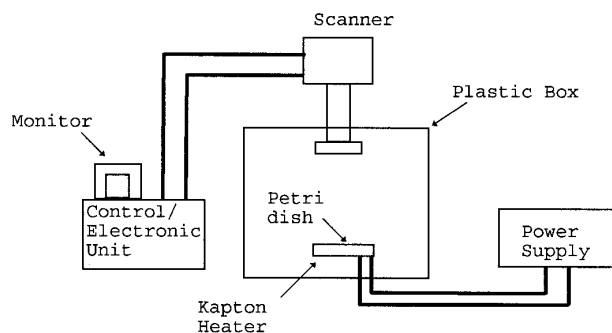 Scanner
Plastic Box
Monitor
Control/
Electronic
Unit
Petri
dish
Power
Supply
Kapton
Heater